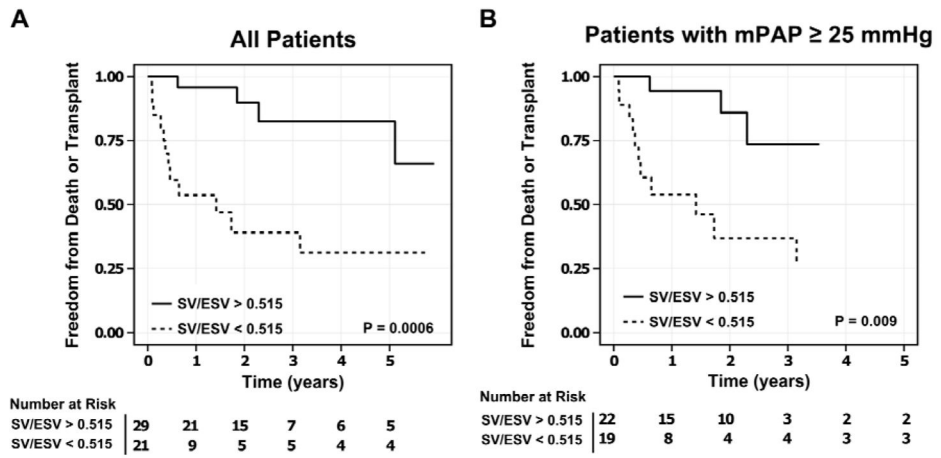 A
All Patients
Freedom from Death or Transplant
1.00
0.75
0.50
0.25
0.00
SV/ESV > 0.515
SV/ESV < 0.515
P = 0.0006
0 1 2 3 4 5
Time (years)
Number at Risk
SV/ESV > 0.515 29 21 15 7 6 5
SV/ESV < 0.515 21 9 5 5 4 4
B
Patients with mPAP ≥ 25 mmHg
Freedom from Death or Transplant
1.00
0.75
0.50
0.25
0.00
SV/ESV > 0.515
SV/ESV < 0.515
P = 0.009
0 1 2 3 4 5
Time (years)
Number at Risk
SV/ESV > 0.515 22 15 10 3 2 2
SV/ESV < 0.515 19 8 4 4 3 3